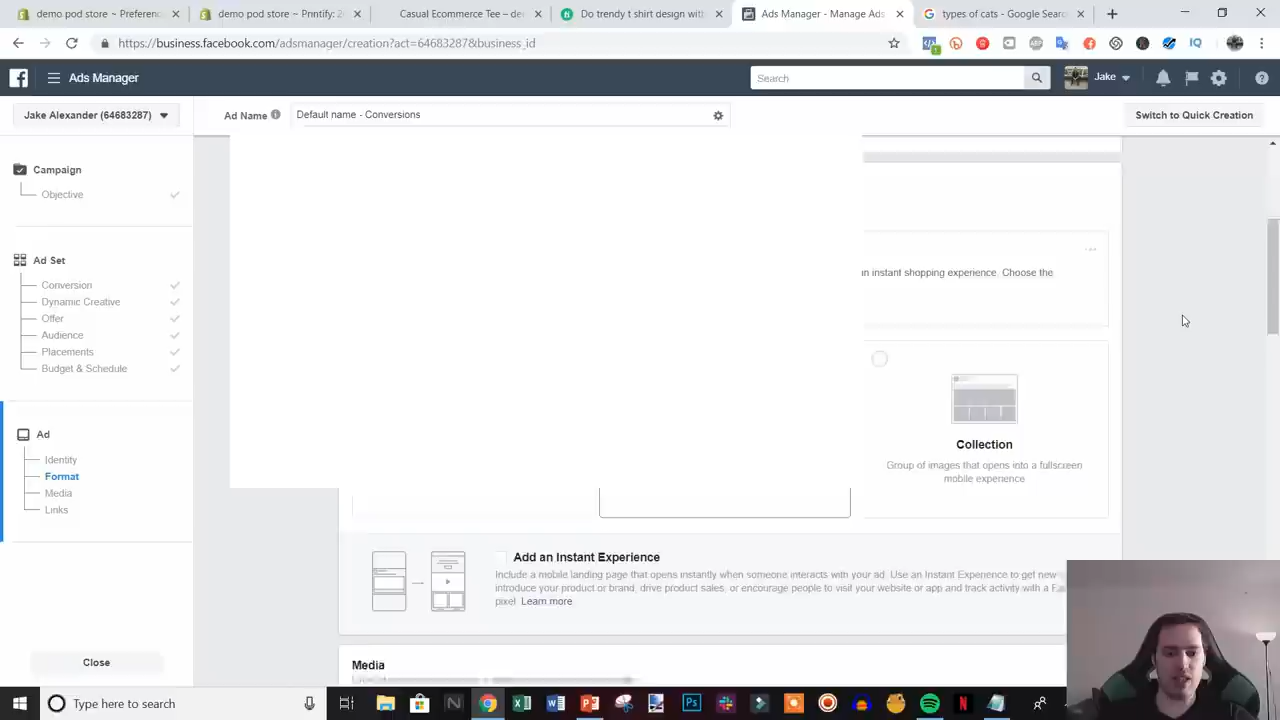 demo pod store ~ Preferenc
demo pod store ~ Printify: Z
Casual Ecommerce Tee – de
Do trendy t shirt design with
Ads Manager - Manage Ads
types of cats - Google Searc
https://business.facebook.com/adsmanager/creation?act=64683287&business_id
Ads Manager
Search
Jake
Jake Alexander (64683287)
Ad Name
Default name - Conversions
Switch to Quick Creation
Campaign
Objective
Ad Set
Conversion
Dynamic Creative
Offer
Audience
Placements
Budget & Schedule
Ad
Identity
Format
Media
Links
Close
an instant shopping experience. Choose the
Collection
Group of images that opens into a fullscreen
mobile experience
Add an Instant Experience
Include a mobile landing page that opens instantly when someone interacts with your ad. Use an Instant Experience to get new
introduce your product or brand, drive product sales, or encourage people to visit your website or app and track activity with a Fa
pixel. Learn more
Media
Type here to search